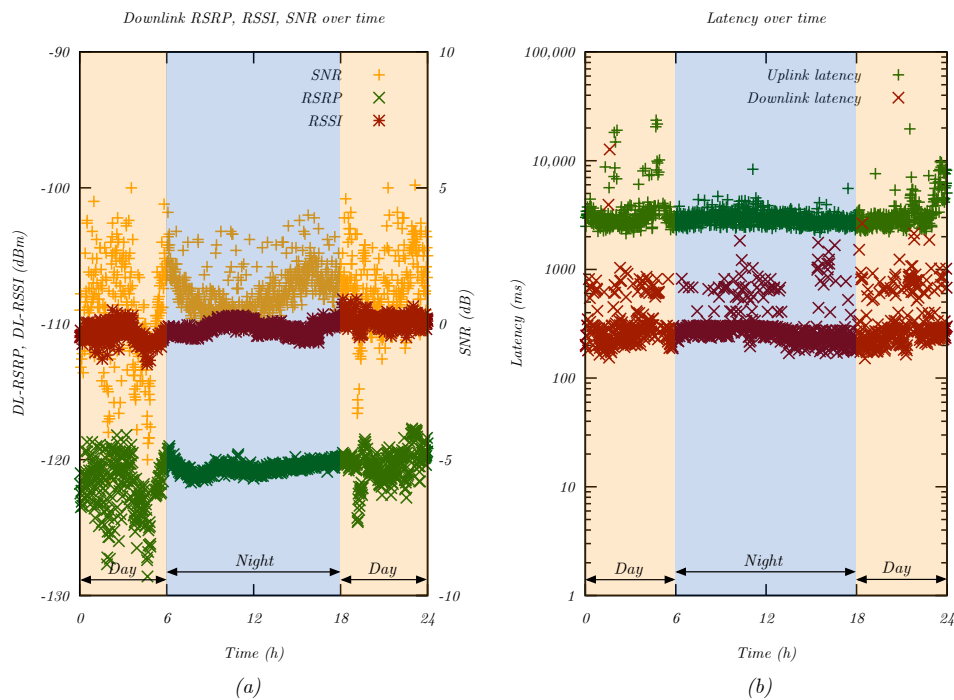 Downlink RSRP, RSSI, SNR over time
-90
-100
-110
-120
-130
10
5
0
-5
-10
DL-RSRP, DL-RSSI (dBm)
SNR (dB)
SNR
RSRP
RSSI
Day
Night
Day
0 6 12 18 24
Time (h)
(a)
Latency over time
100,000
10,000
1000
100
10
1
Latency (ms)
Uplink latency
Downlink latency
Day
Night
Day
0 6 12 18 24
Time (h)
(b)